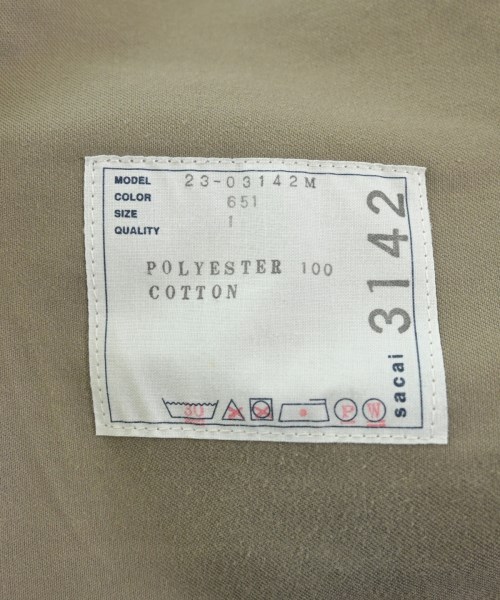 MODEL 23-03142M
COLOR 651
SIZE 1
QUALITY
POLYESTER 100
COTTON
30
P W
sacai 3142